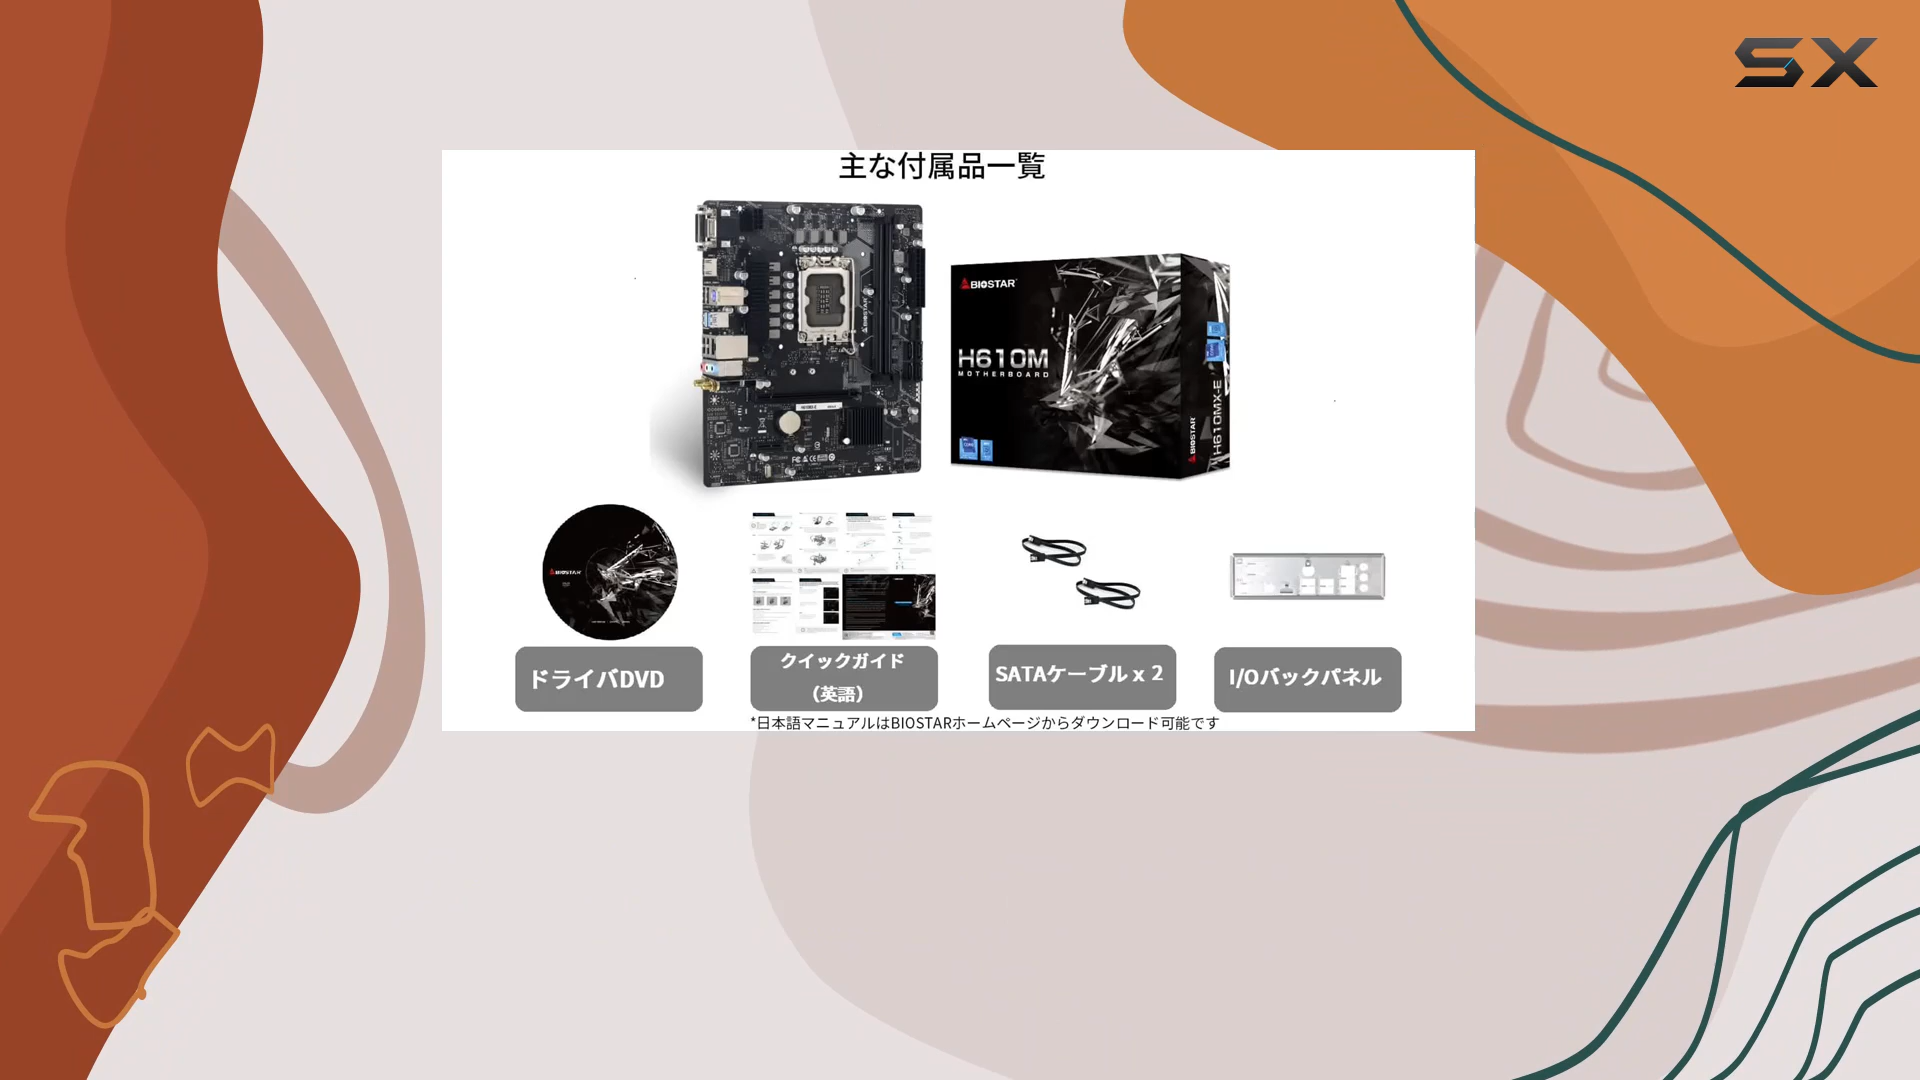 SX
主な付属品一覧
BIOSTAR
H610M
MOTHERBOARD
BIOSTAR
H610MX-E
BIOSTAR
BIOSTAR
ドライバDVD
クイックガイド
（英語）
SATAケーブル x 2
I/Oバックパネル
*日本語マニュアルはBIOSTARホームページからダウンロード可能です